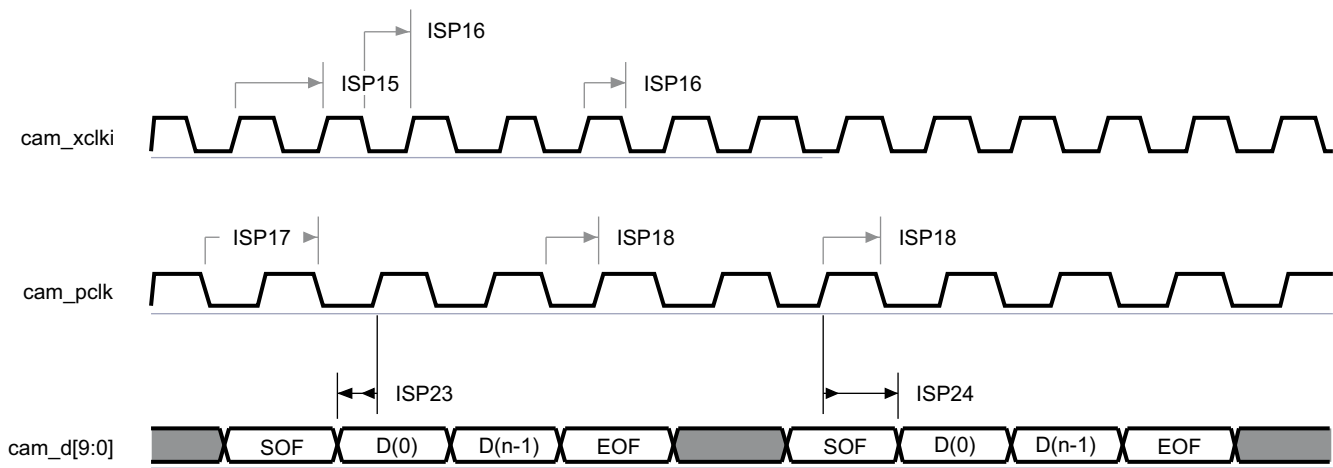 ISP16
ISP15
ISP16
cam_xclki
ISP17
ISP18
ISP18
cam_pclk
ISP23
ISP24
cam_d[9:0]
SOF
D(0)
D(n-1)
EOF
SOF
D(0)
D(n-1)
EOF